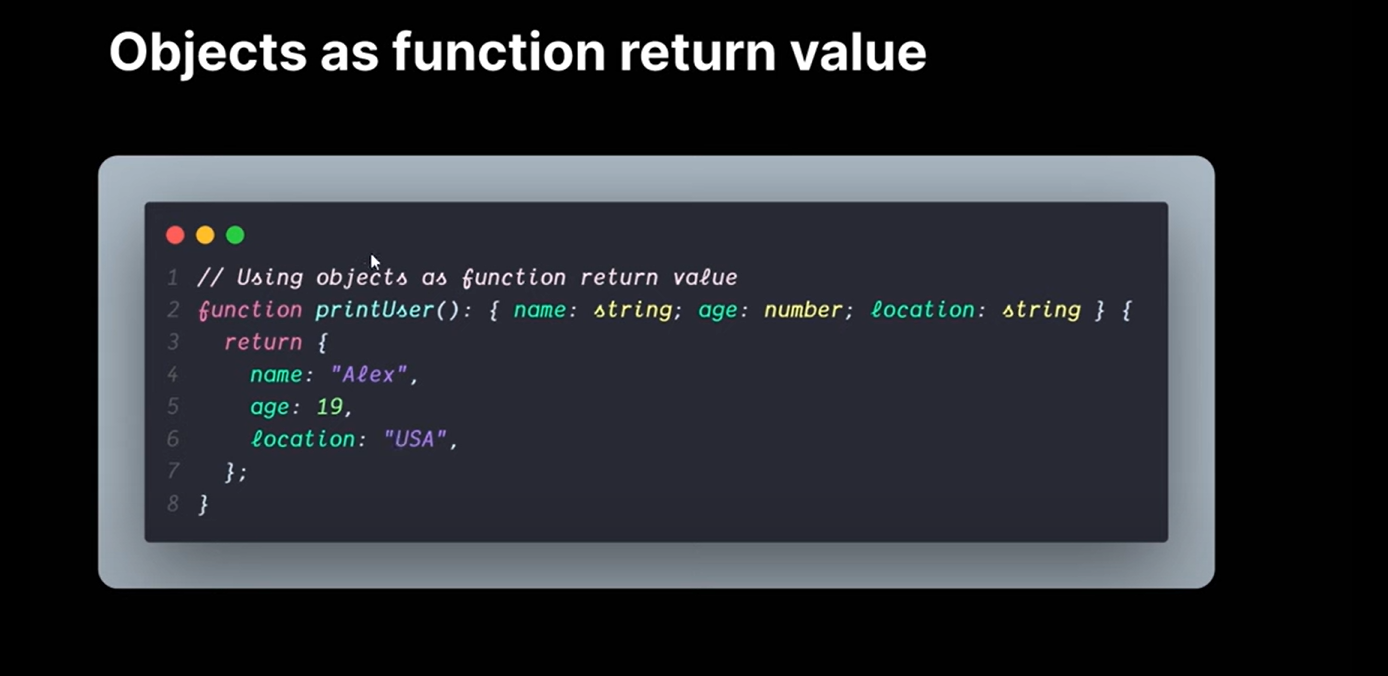 Objects as function return value
1 // Using objects as function return value
2 function printUser(): { name: string; age: number; location: string } {
3   return {
4     name: "Alex",
5     age: 19,
6     location: "USA",
7   };
8 }